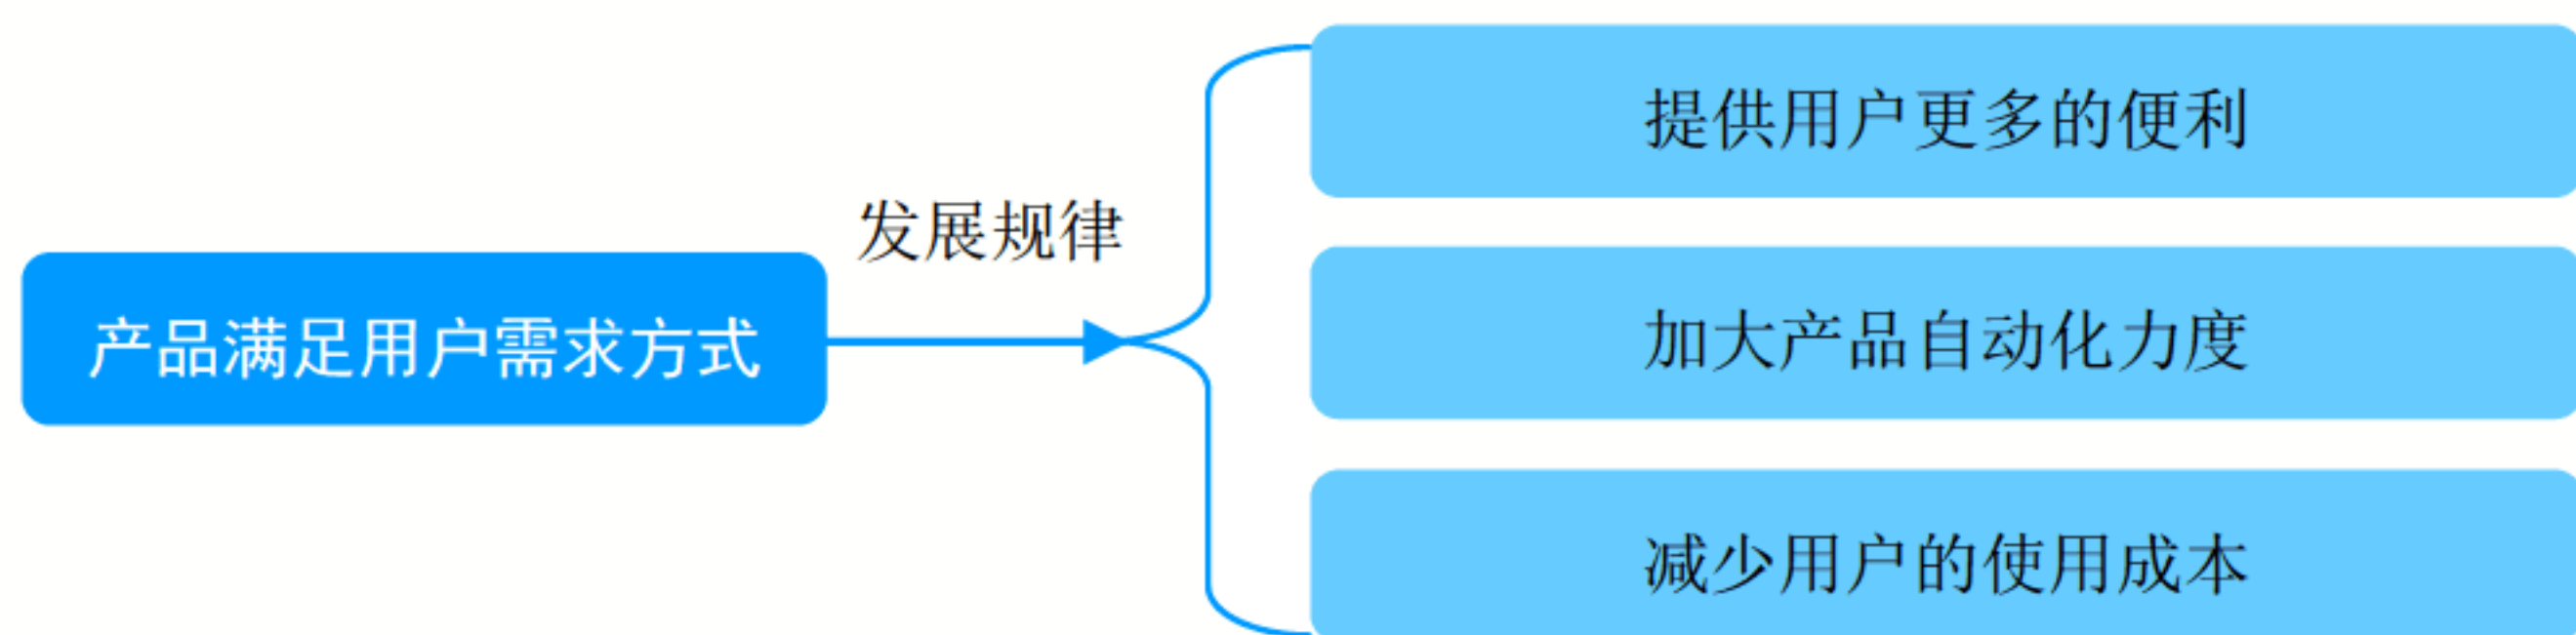 提供用户更多的便利
发展规律
产品满足用户需求方式
加大产品自动化力度
减少用户的使用成本